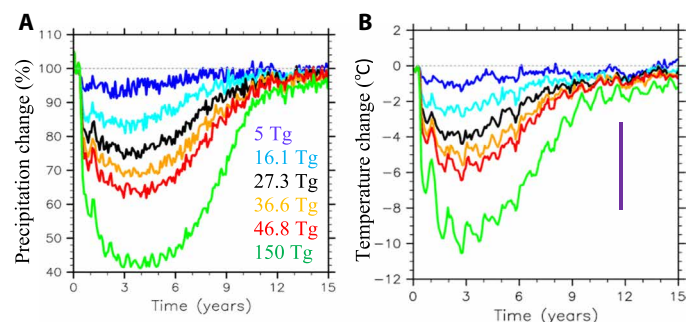 A
Precipitation change (%)
110
100
90
80
70
60
50
40
0
3
6
9
12
15
Time (years)
5 Tg
16.1 Tg
27.3 Tg
36.6 Tg
46.8 Tg
150 Tg
B
Temperature change (℃)
2
0
-2
-4
-6
-8
-10
-12
0
3
6
9
12
15
Time (years)